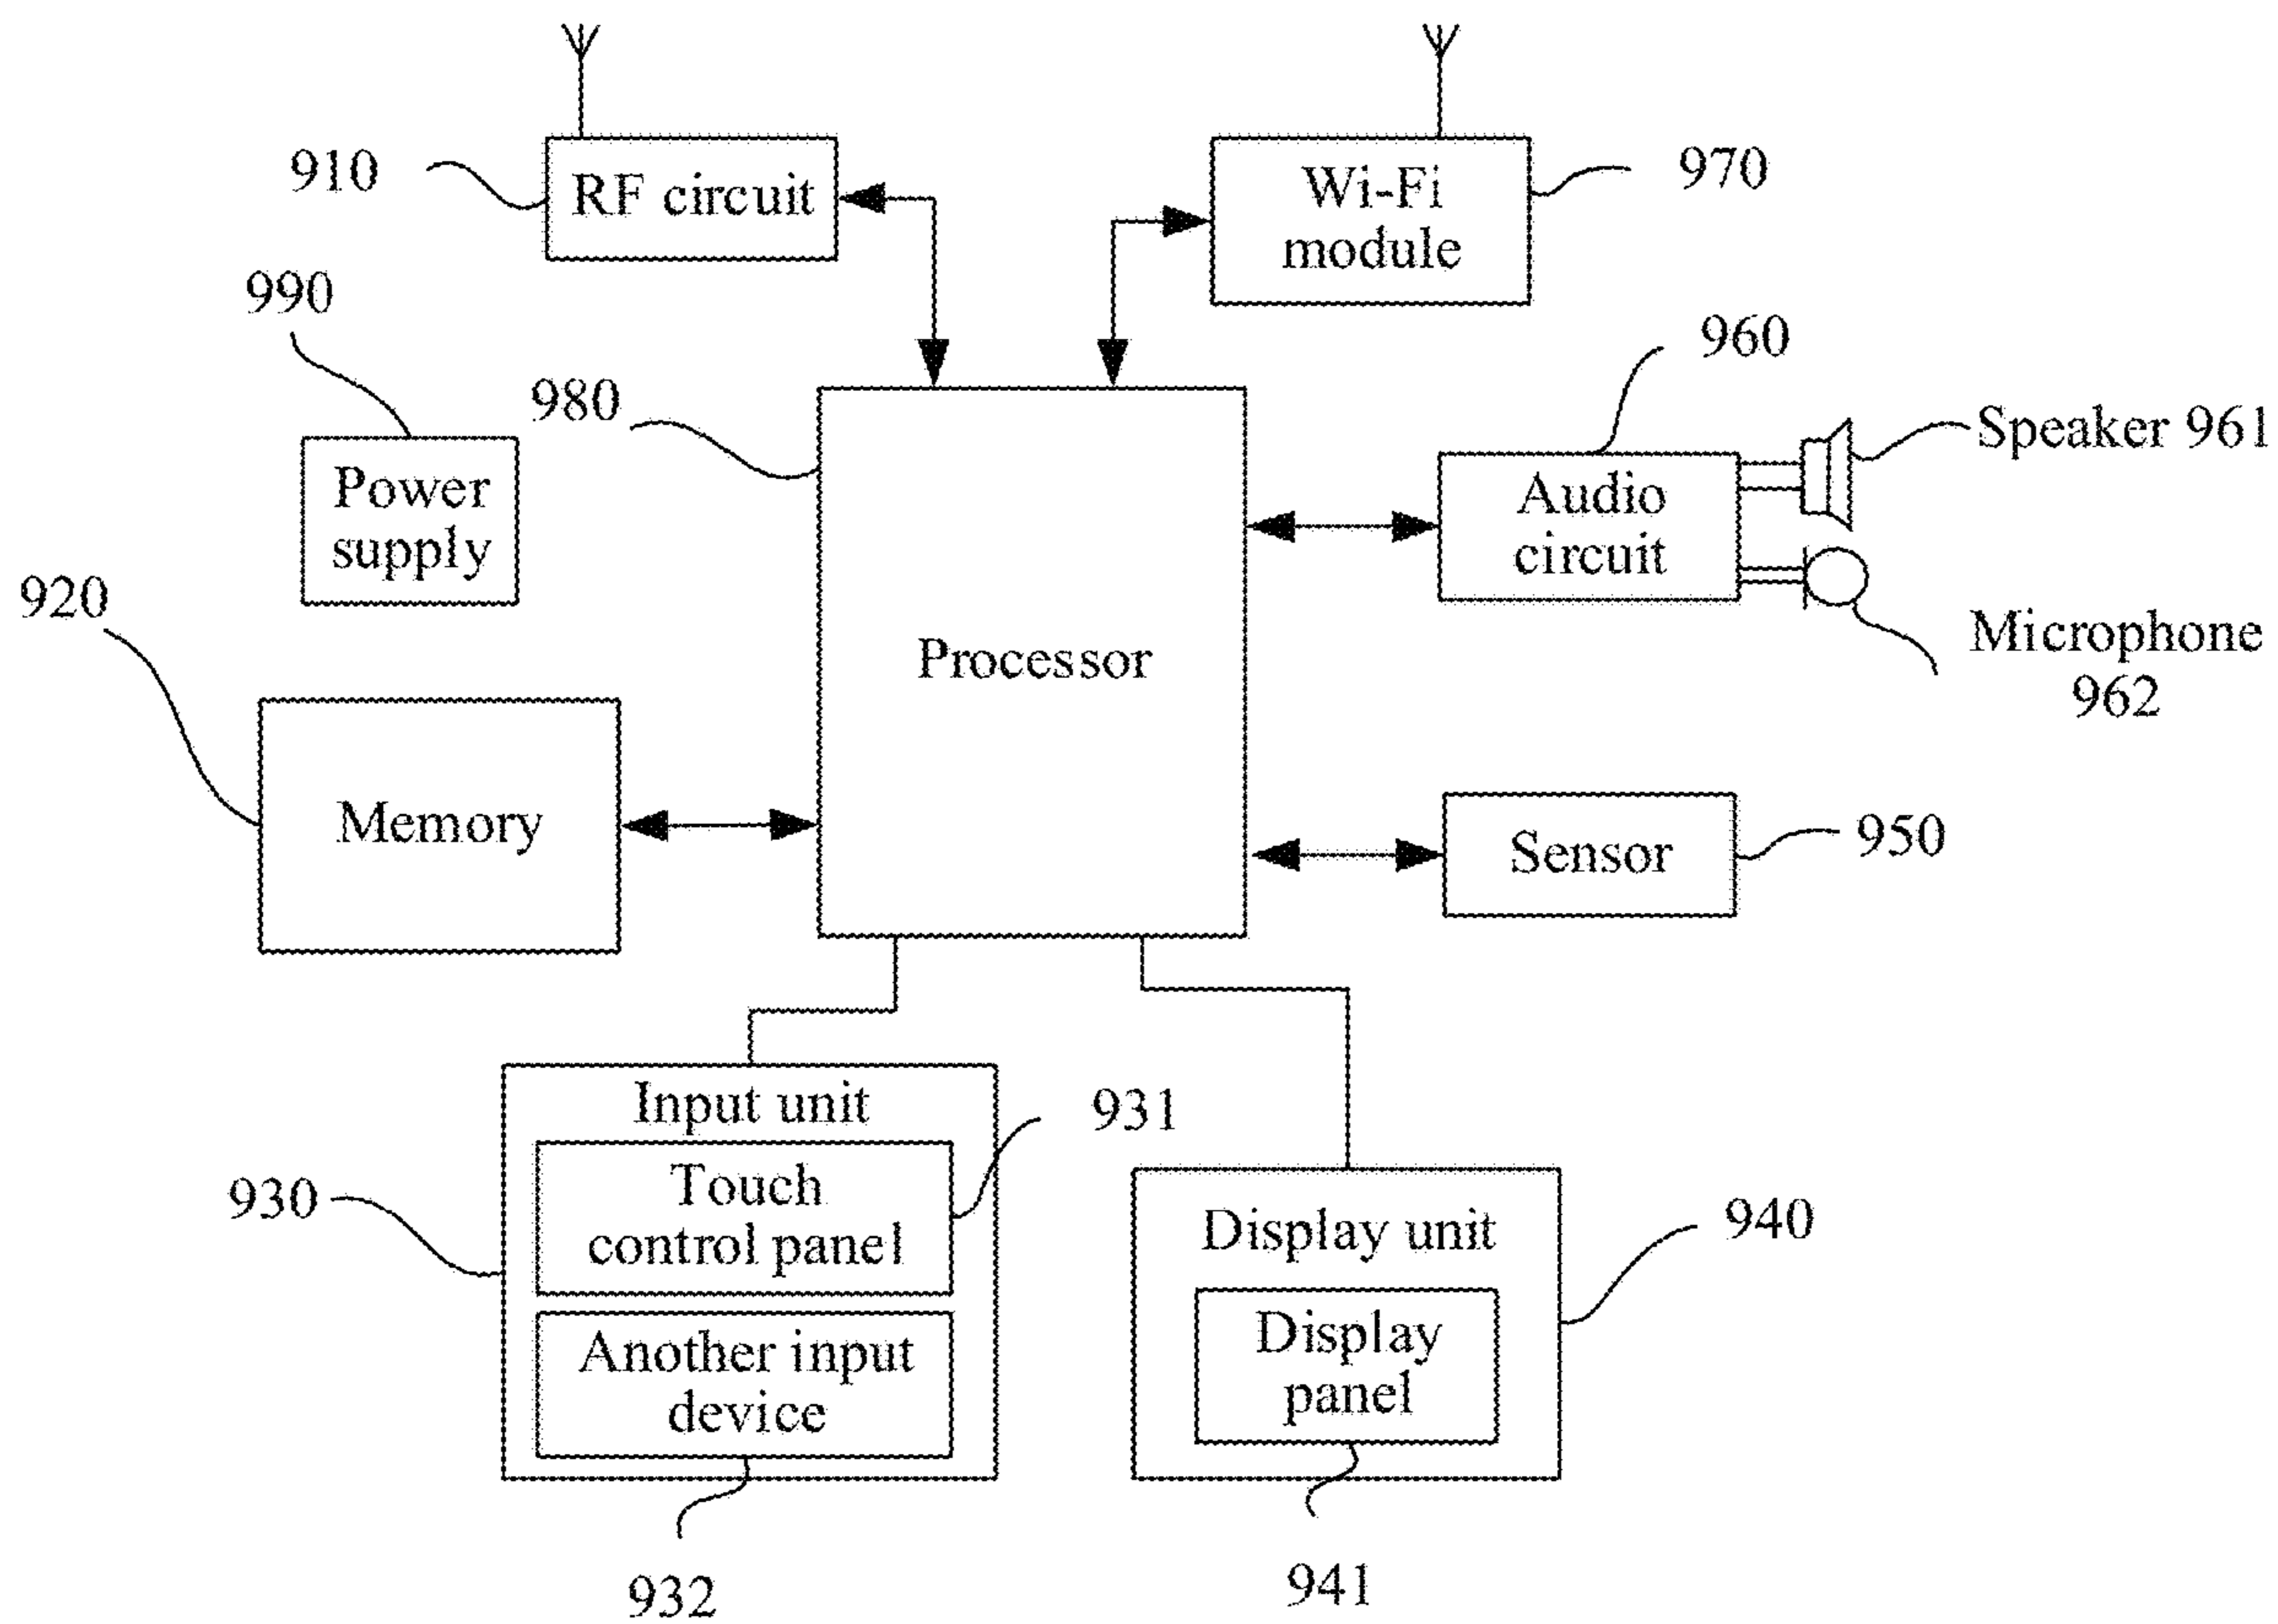 910
RF circuit
Wi-Fi
module
970
990
980
960
Power
supply
Speaker 961
Audio
circuit
920
Processor
Microphone
962
Memory
Sensor
950
Input unit
931
Touch
control panel
930
Display unit
940
Another input
device
Display
panel
932
941